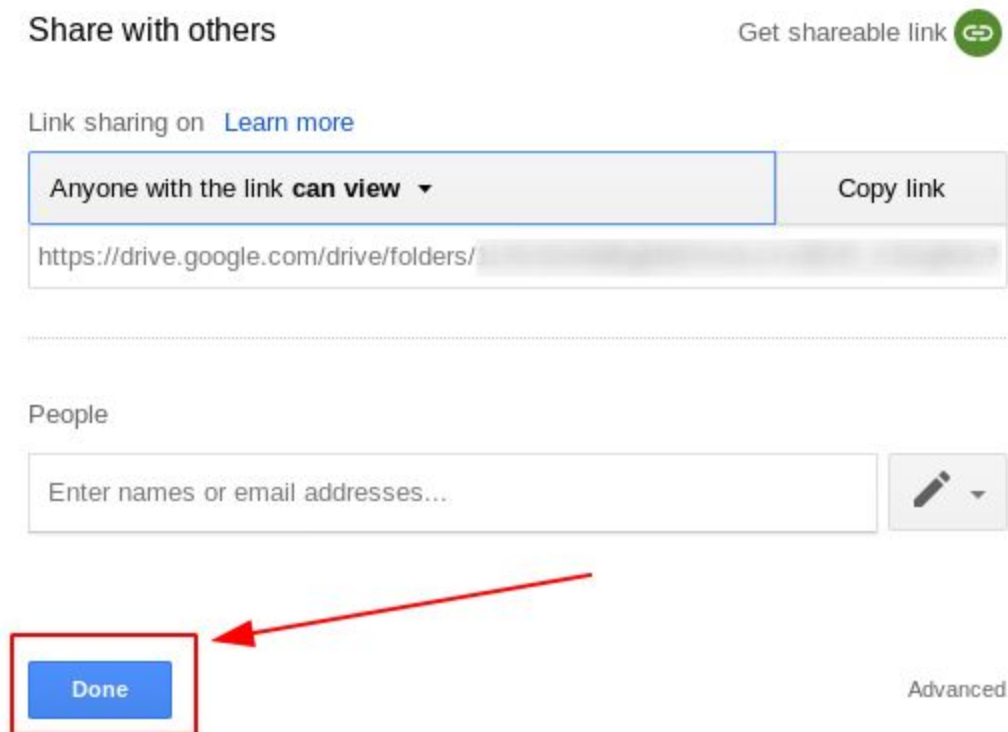 Share with others
Get shareable link
Link sharing on Learn more
Anyone with the link can view
Copy link
https://drive.google.com/drive/folders/
People
Enter names or email addresses...
Done
Advanced